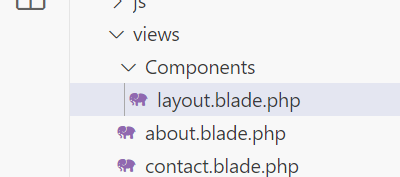 js
views
Components
layout.blade.php
about.blade.php
contact.blade.php